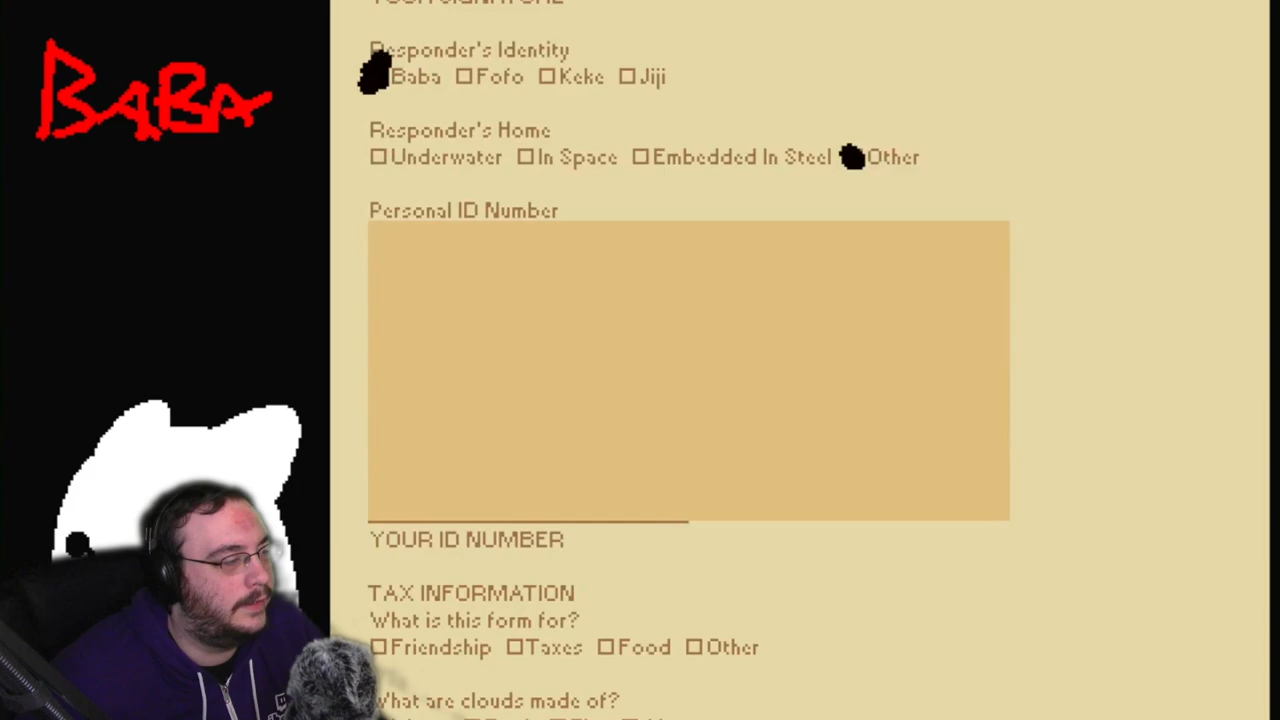 YOUR SIGNATURE
BABA
Responder's Identity
Baba Fofo Keke Jiji
Responder's Home
Underwater In Space Embedded In Steel Other
Personal ID Number
YOUR ID NUMBER
TAX INFORMATION
What is this form for?
Friendship Taxes Food Other
What are clouds made of?